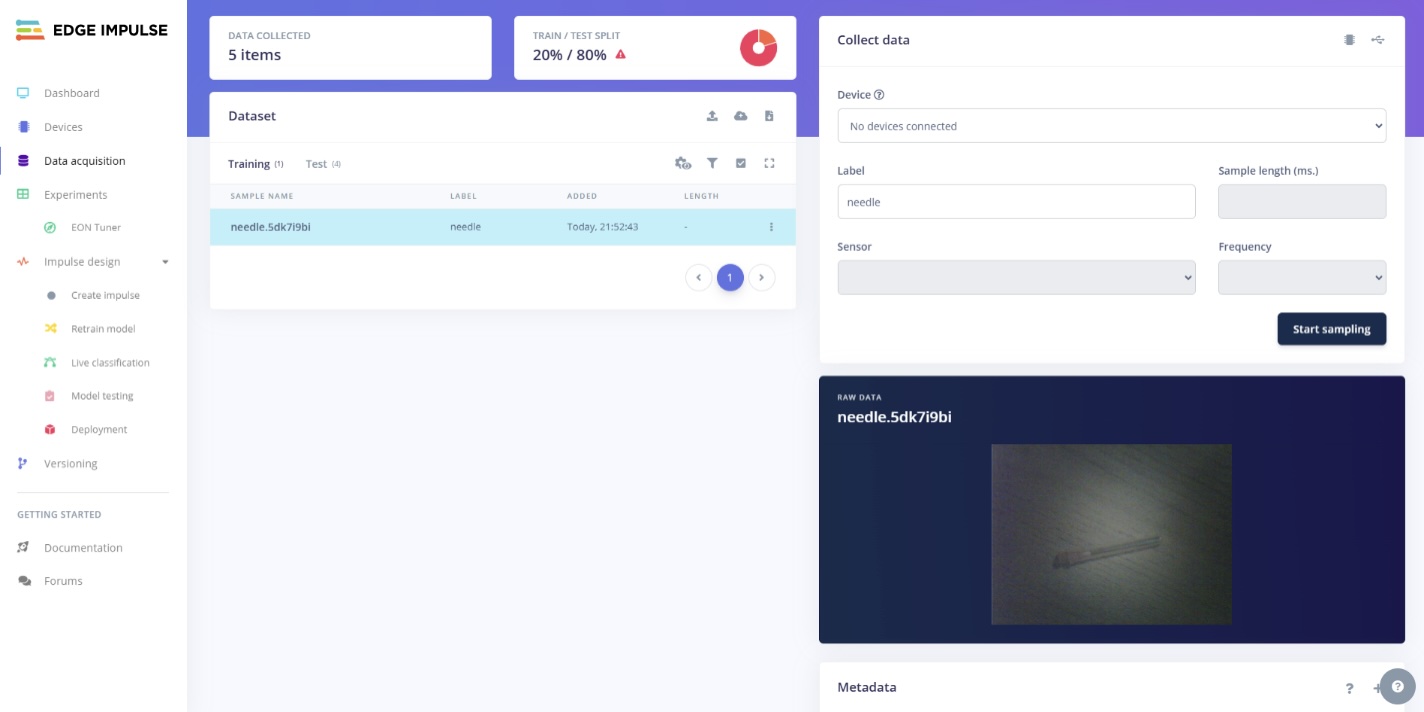 EDGE IMPULSE
Dashboard
Devices
Data acquisition
Experiments
EON Tuner
Impulse design
Create impulse
Retrain model
Live classification
Model testing
Deployment
Versioning
GETTING STARTED
Documentation
Forums
DATA COLLECTED
5 items
TRAIN / TEST SPLIT
20% / 80%
Dataset
Training (1) Test (4)
SAMPLE NAME LABEL ADDED LENGTH
needle.5dk7i9bi needle Today, 21:52:43 -
1
Collect data
Device
No devices connected
Label Sample length (ms.)
needle
Sensor Frequency
Start sampling
RAW DATA
needle.5dk7i9bi
Metadata